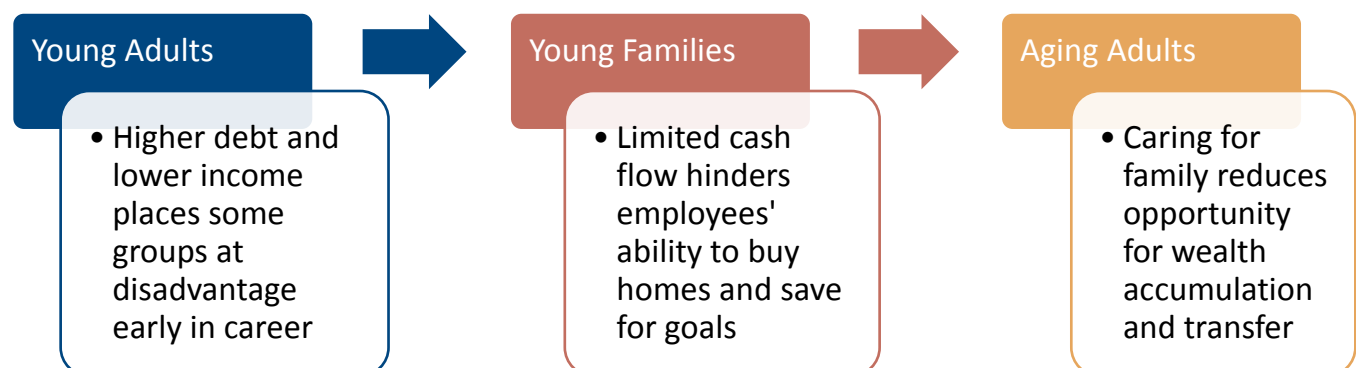 Young Adults
• Higher debt and
lower income
places some
groups at
disadvantage
early in career
Young Families
• Limited cash
flow hinders
employees'
ability to buy
homes and save
for goals
Aging Adults
• Caring for
family reduces
opportunity
for wealth
accumulation
and transfer